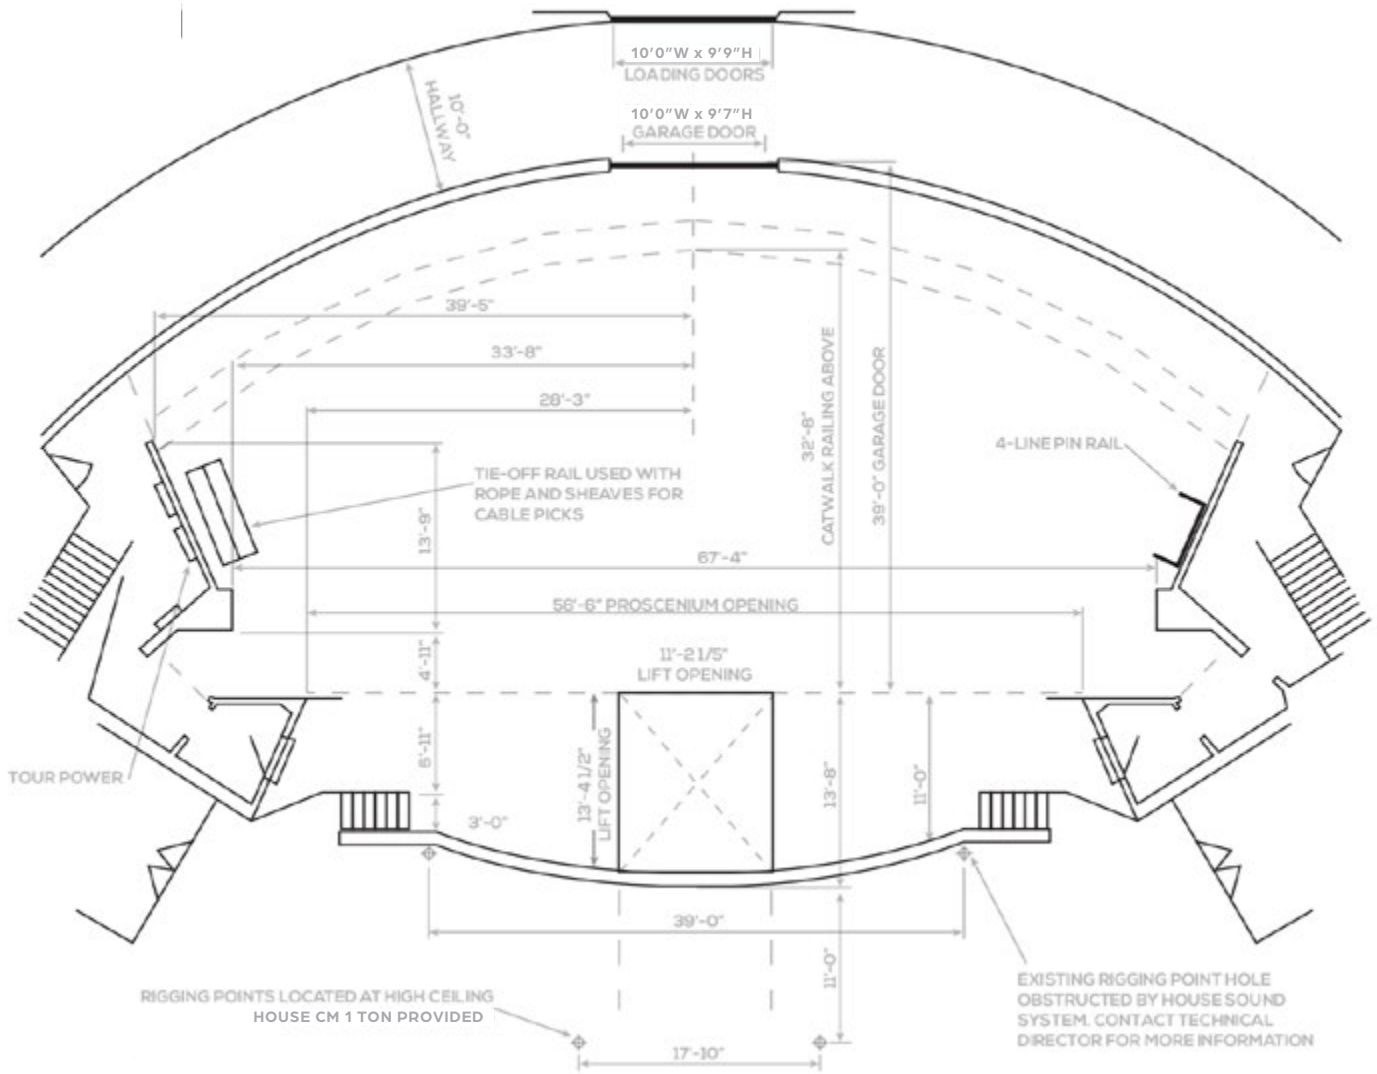 10'0"W x 9'9"H
LOADING DOORS
10'-0"
HALLWAY
10'0"W x 9'7"H
GARAGE DOOR
39'-5"
33'-8"
28'-3"
32'-8"
CATWALK RAILING ABOVE
39'-0" GARAGE DOOR
4-LINE PIN RAIL
TIE-OFF RAIL USED WITH
ROPE AND SHEAVES FOR
CABLE PICKS
13'-9"
67'-4"
56'-6" PROSCENIUM OPENING
4'-11"
11'-2 1/5"
LIFT OPENING
6'-11"
13'-4 1/2"
LIFT OPENING
13'-8"
11'-0"
TOUR POWER
3'-0"
39'-0"
11'-0"
RIGGING POINTS LOCATED AT HIGH CEILING
HOUSE CM 1 TON PROVIDED
EXISTING RIGGING POINT HOLE
OBSTRUCTED BY HOUSE SOUND
SYSTEM. CONTACT TECHNICAL
DIRECTOR FOR MORE INFORMATION
17'-10"